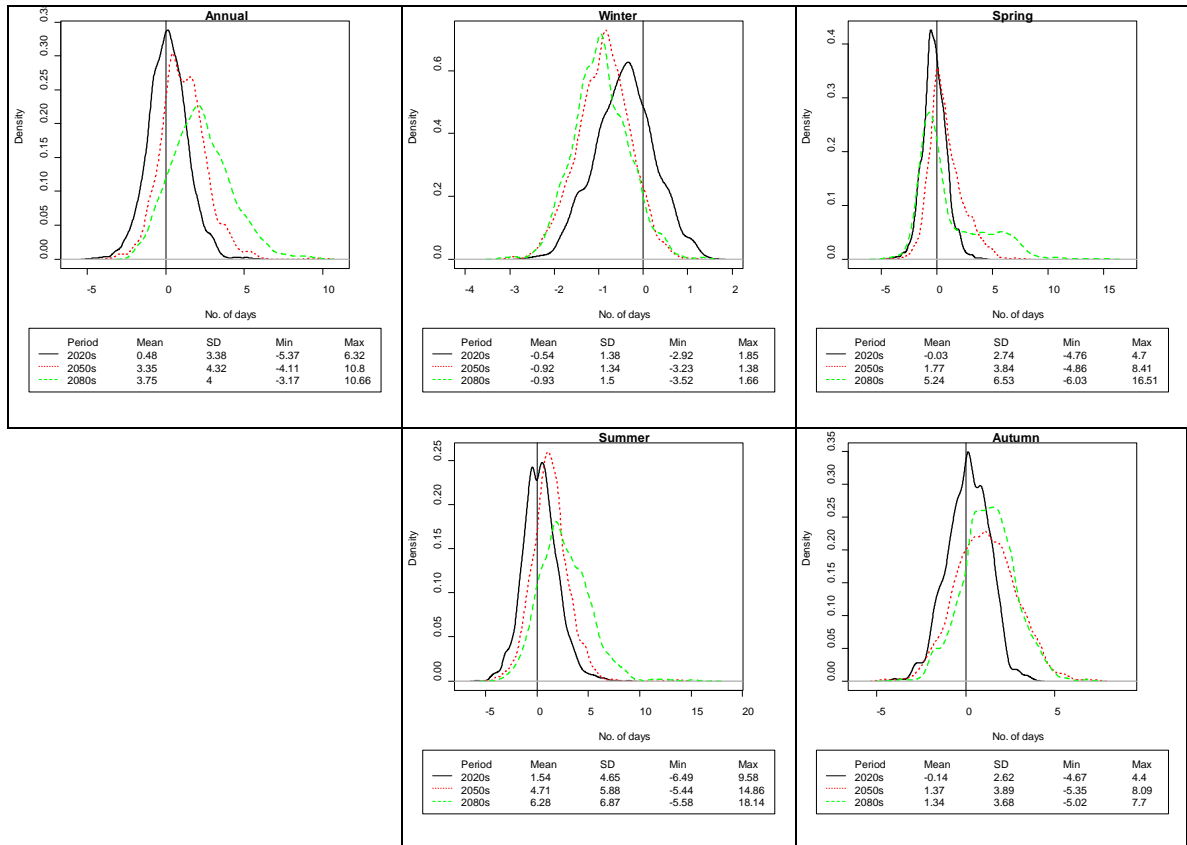 Annual
0.00 0.05 0.10 0.15 0.20 0.25 0.30 0.3
Density
-5 0 5 10
No. of days
Period Mean SD Min Max
2020s 0.48 3.38 -5.37 6.32
2050s 3.35 4.32 -4.11 10.8
2080s 3.75 4 -3.17 10.66
Winter
0.0 0.2 0.4 0.6
Density
-4 -3 -2 -1 0 1 2
No. of days
Period Mean SD Min Max
2020s -0.54 1.38 -2.92 1.85
2050s -0.92 1.34 -3.23 1.38
2080s -0.93 1.5 -3.52 1.66
Spring
0.0 0.1 0.2 0.3 0.4
Density
-5 0 5 10 15
No. of days
Period Mean SD Min Max
2020s -0.03 2.74 -4.76 4.7
2050s 1.77 3.84 -4.86 8.41
2080s 5.24 6.53 -6.03 16.51
Summer
0.00 0.05 0.10 0.15 0.20 0.25
Density
-5 0 5 10 15 20
No. of days
Period Mean SD Min Max
2020s 1.54 4.65 -6.49 9.58
2050s 4.71 5.88 -5.44 14.86
2080s 6.28 6.87 -5.58 18.14
Autumn
0.00 0.05 0.10 0.15 0.20 0.25 0.30 0.35
Density
-5 0 5
No. of days
Period Mean SD Min Max
2020s -0.14 2.62 -4.67 4.4
2050s 1.37 3.89 -5.35 8.09
2080s 1.34 3.68 -5.02 7.7